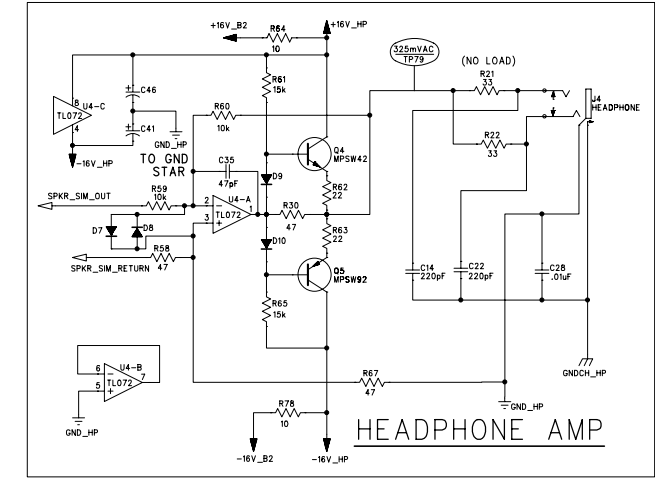 +16V_B2
R64
10
+16V_HP
325mVAC
TP79
(NO LOAD)
R21
33
J4
HEADPHONE
R61
15k
C46
8
U4-C
TL072
4
C41
GND_HP
-16V_HP
TO GND
STAR
R60
10k
Q4
MPSW42
R22
33
C35
47pF
D9
R62
22
SPKR_SIM_OUT
R59
10k
2
3
U4-A
TL072
1
R30
47
D7
D8
D10
R63
22
R58
47
SPKR_SIM_RETURN
Q5
MPSW92
C14
220pF
C22
220pF
C28
.01uF
R65
15k
GNDCH_HP
6
5
U4-B
TL072
7
R67
47
GND_HP
GND_HP
R78
10
-16V_B2
-16V_HP
HEADPHONE AMP